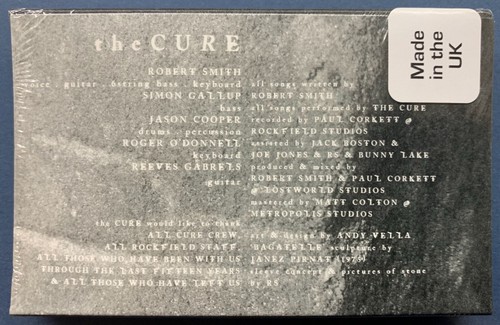 the CURE
Made
in the
UK
ROBERT SMITH
voice . guitar . 6string bass . keyboard
SIMON GALLUP
bass
JASON COOPER
drums . percussion
ROGER O'DONNELL
keyboard
REEVES GABRELS
guitar
the CURE would like to thank
ALL CURE CREW,
ALL ROCKFIELD STAFF,
ALL THOSE WHO HAVE BEEN WITH US
THROUGH THE LAST FIFTEEN YEARS
& ALL THOSE WHO HAVE LEFT US
all songs written by
ROBERT SMITH
all songs performed by THE CURE
recorded by PAUL CORKETT @
ROCKFIELD STUDIOS
assisted by JACK BOSTON &
JOE JONES & RS & BUNNY LAKE
produced & mixed by
ROBERT SMITH & PAUL CORKETT
@ LOSTWORLD STUDIOS
mastered by MATT COLTON @
METROPOLIS STUDIOS
art & design by ANDY VELLA
'BAGATELLE' sculpture by
JANEZ PIRNAT (1975)
sleeve concept & pictures of stone
by RS